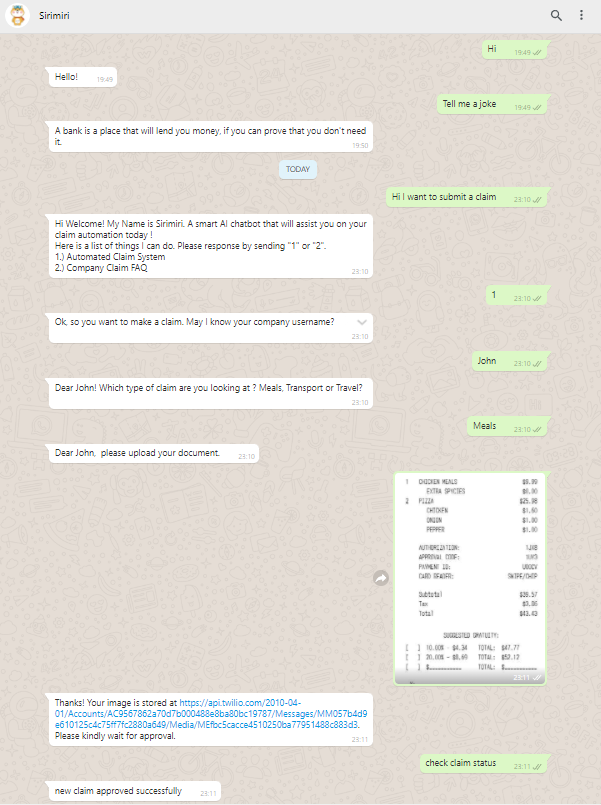 Sirimiri
Hi 19:49
Hello! 19:49
Tell me a joke 19:49
A bank is a place that will lend you money, if you can prove that you don't need
it. 19:50
TODAY
Hi I want to submit a claim 23:10
Hi Welcome! My Name is Sirimiri. A smart AI chatbot that will assist you on your
claim automation today !
Here is a list of things I can do. Please response by sending "1" or "2".
1.) Automated Claim System
2.) Company Claim FAQ
23:10
1 23:10
Ok, so you want to make a claim. May I know your company username?
23:10
John 23:10
Dear John! Which type of claim are you looking at ? Meals, Transport or Travel?
23:10
Meals 23:10
Dear John,  please upload your document. 23:10
1 CHICKEN MEALS $9.99
EXTRA SPYCIES $0.00
2 PIZZA $25.98
CHICKEN $1.60
ONION $1.00
PEPPER $1.00
AUTHORIZATION:
APPROVAL CODE:
PAYMENT ID:
CARD READER: SWIPE/CHIP
Subtotal
Tax $3.86
Total $43.43
SUGGESTED GRATUITY:
[ ] 10.00% - $4.34 TOTAL: $47.77
[ ] 20.00% - $8.69 TOTAL: $52.12
[ ] $ TOTAL: $
23:11
Thanks! Your image is stored at https://api.twilio.com/2010-04-
01/Accounts/AC9567862a70d7b000488e8ba80bc19787/Messages/MM057b4d9
e610125c4c75ff7fc2880a649/Media/MEfbc5cacce4510250ba77951488c883d3.
Please kindly wait for approval. 23:11
check claim status 23:11
new claim approved successfully 23:11